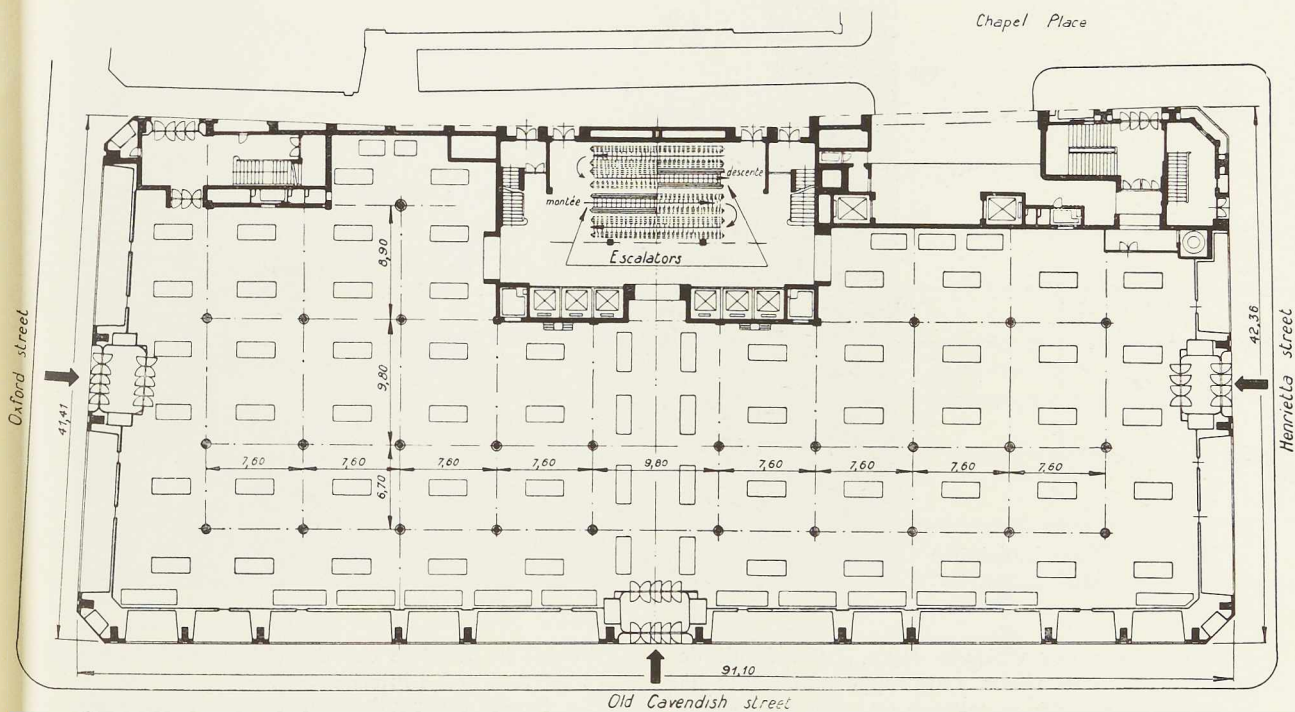 Chapel Place
descente
montée
Escalators
8,90
9,80
6,70
7,60 7,60 7,60 7,60 9,80 7,60 7,60 7,60 7,60
Oxford street
41,41
42,36
Henrietta street
91,10
Old Cavendish street